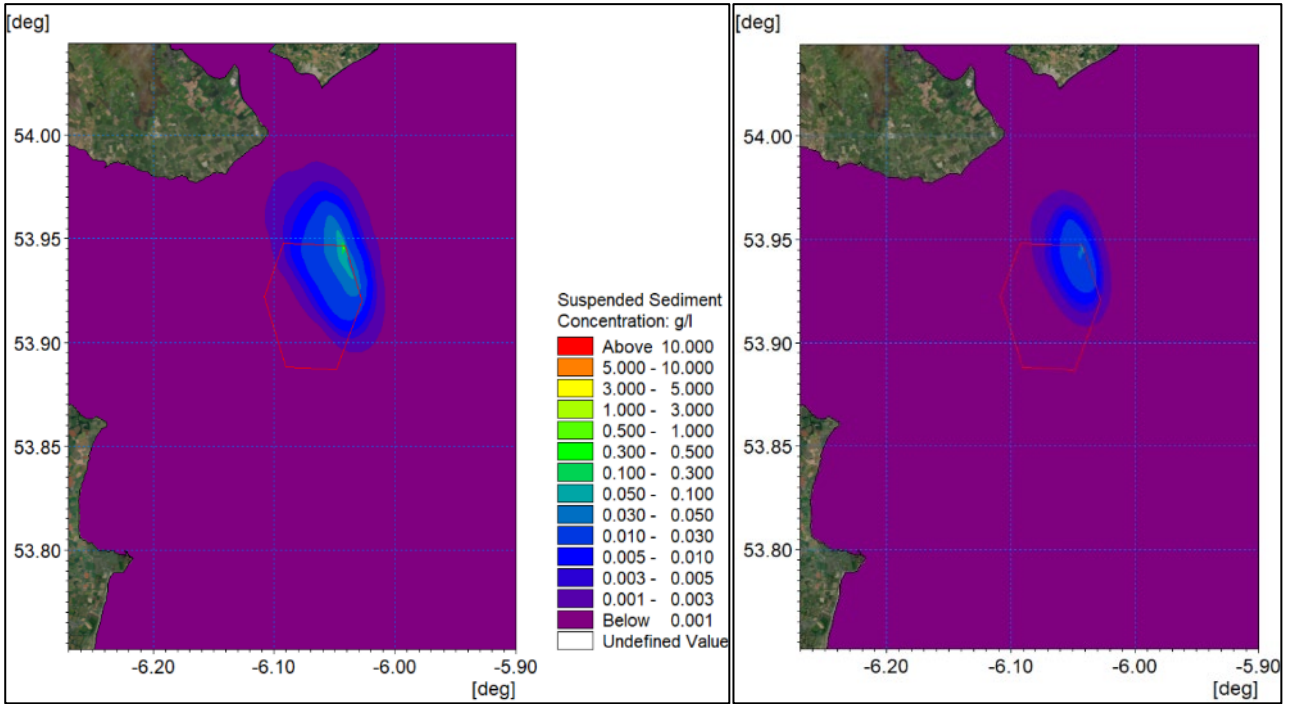 [deg]
54.00
53.95
53.90
53.85
53.80
-6.20 -6.10 -6.00 -5.90
[deg]
Suspended Sediment
Concentration: g/l
Above 10.000
5.000 - 10.000
3.000 - 5.000
1.000 - 3.000
0.500 - 1.000
0.300 - 0.500
0.100 - 0.300
0.050 - 0.100
0.030 - 0.050
0.010 - 0.030
0.005 - 0.010
0.003 - 0.005
0.001 - 0.003
Below 0.001
Undefined Value
[deg]
54.00
53.95
53.90
53.85
53.80
-6.20 -6.10 -6.00 -5.90
[deg]